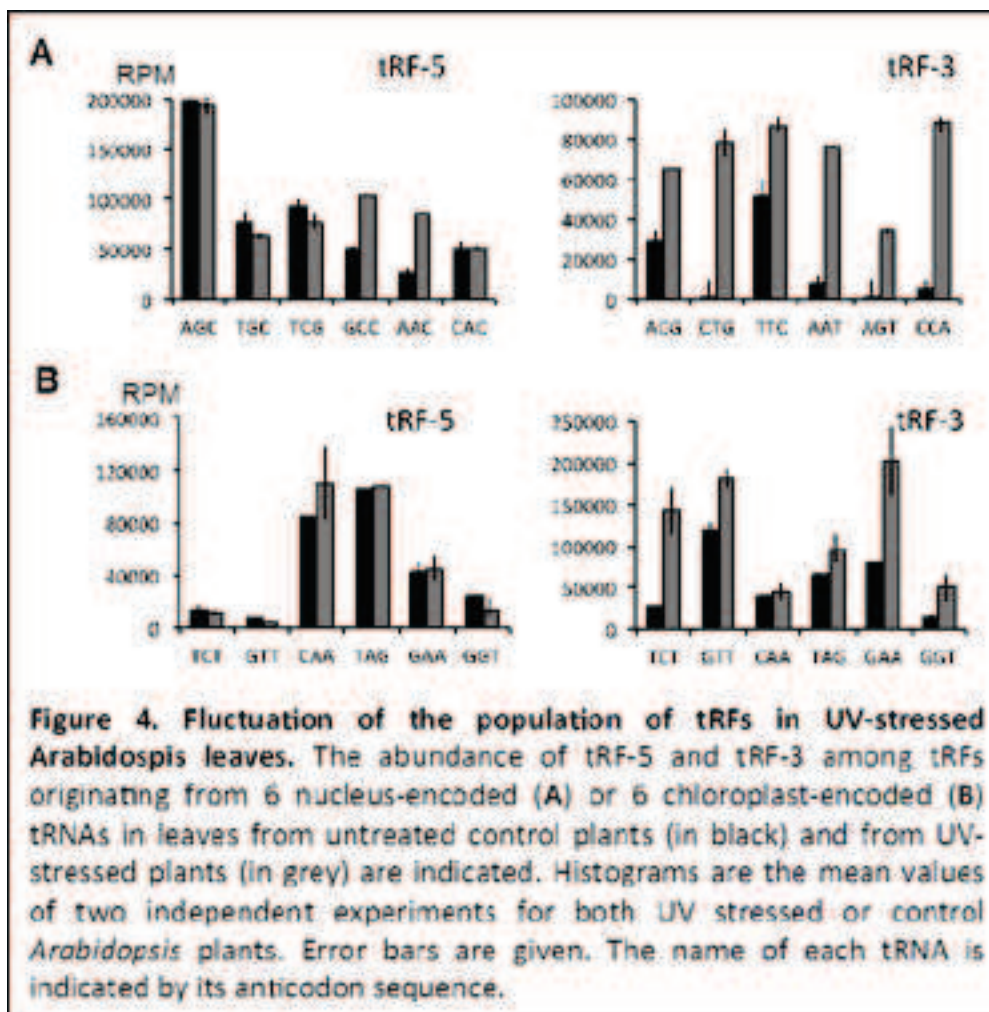 A
RPM
tRF-5
tRF-3
200000
150000
100000
50000
0
AGC TGC TCG GCC AAC CAC
100000
80000
60000
40000
20000
0
ACG CTG TTC AAT AGT CCA
B
RPM
tRF-5
tRF-3
160000
120000
80000
40000
0
TCT GTT CAA TAG GAA GGT
250000
200000
150000
100000
50000
0
TCT GTT CAA TAG GAA GGT
Figure 4. Fluctuation of the population of tRFs in UV-stressed
Arabidospis leaves. The abundance of tRF-5 and tRF-3 among tRFs
originating from 6 nucleus-encoded (A) or 6 chloroplast-encoded (B)
tRNAs in leaves from untreated control plants (in black) and from UV-
stressed plants (in grey) are indicated. Histograms are the mean values
of two independent experiments for both UV stressed or control
Arabidopsis plants. Error bars are given. The name of each tRNA is
indicated by its anticodon sequence.